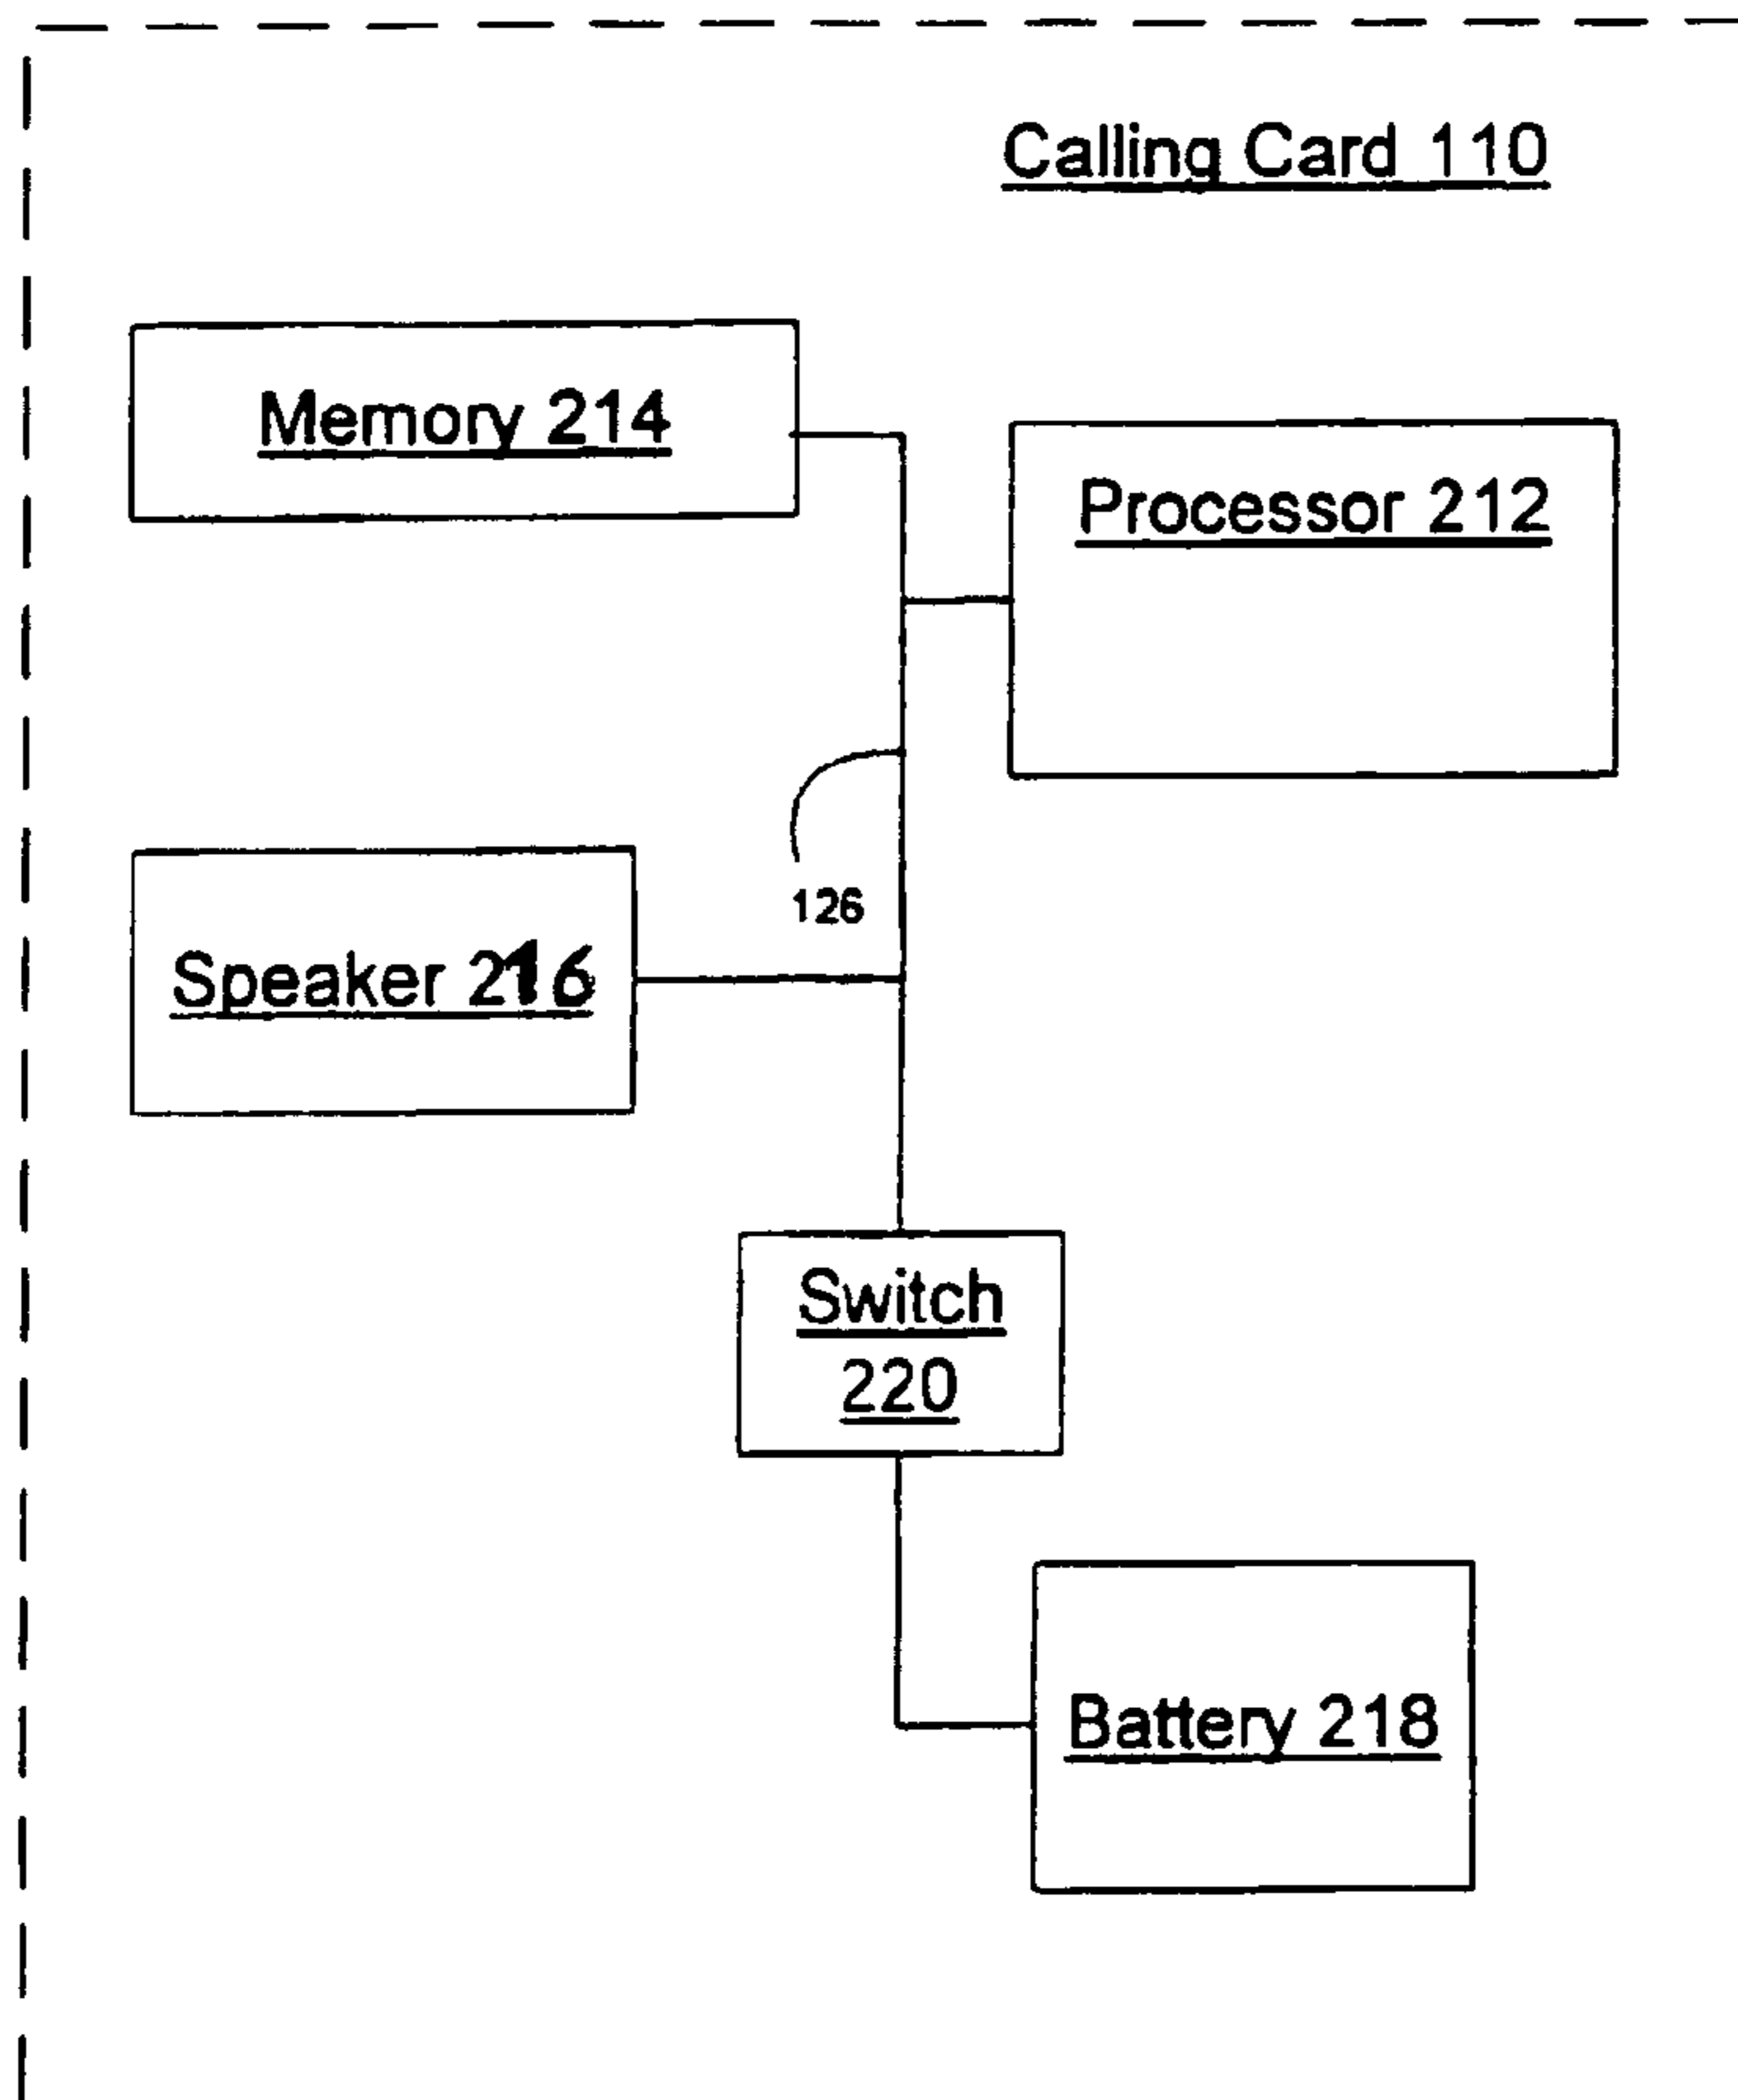 Calling Card 110
Memory 214
Processor 212
126
Speaker 216
Switch
220
Battery 218